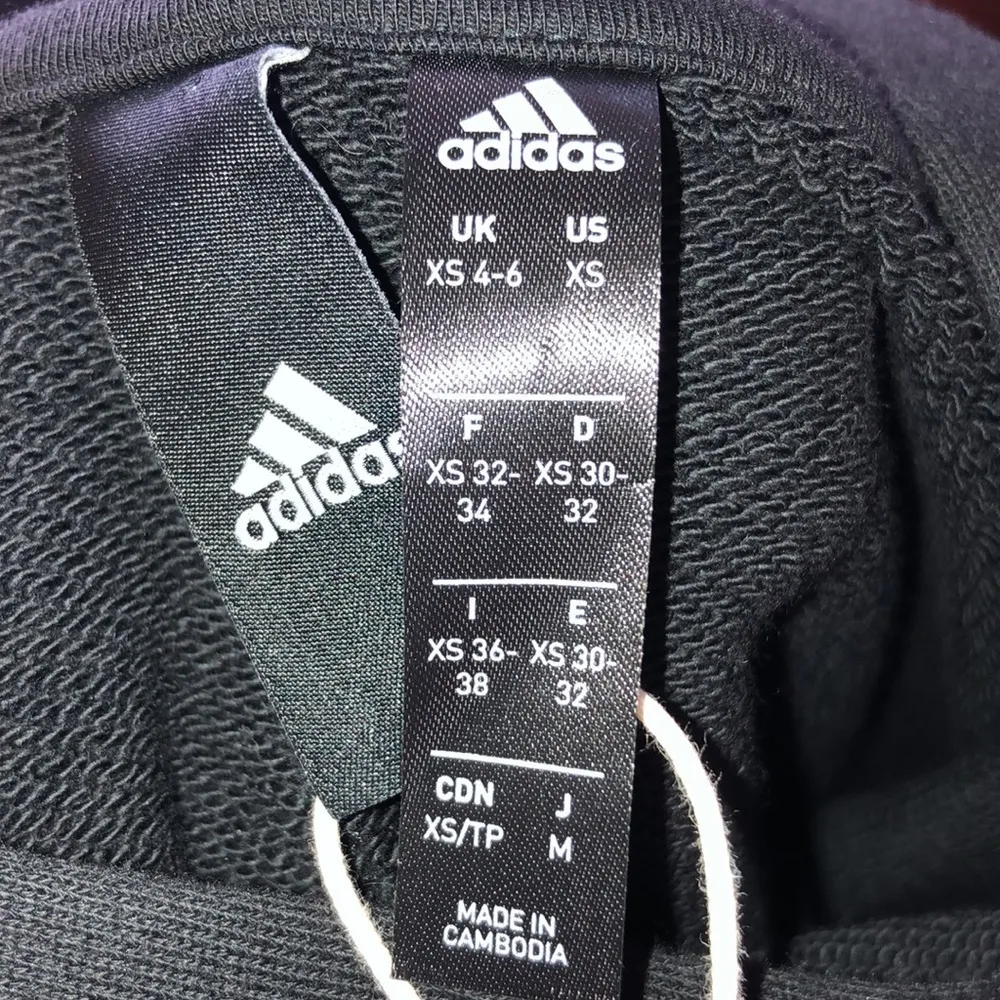 adidas
UK US
XS 4-6 XS
F D
XS 32- XS 30-
34 32
I E
XS 36- XS 30-
38 32
CDN J
XS/TP M
MADE IN
CAMBODIA
adidas